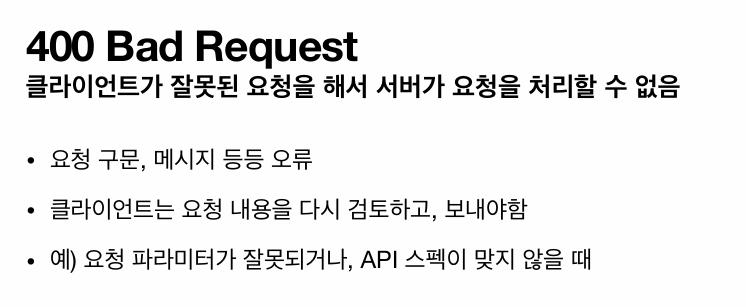 400 Bad Request
클라이언트가 잘못된 요청을 해서 서버가 요청을 처리할 수 없음
• 요청 구문, 메시지 등등 오류
• 클라이언트는 요청 내용을 다시 검토하고, 보내야함
• 예) 요청 파라미터가 잘못되거나, API 스펙이 맞지 않을 때